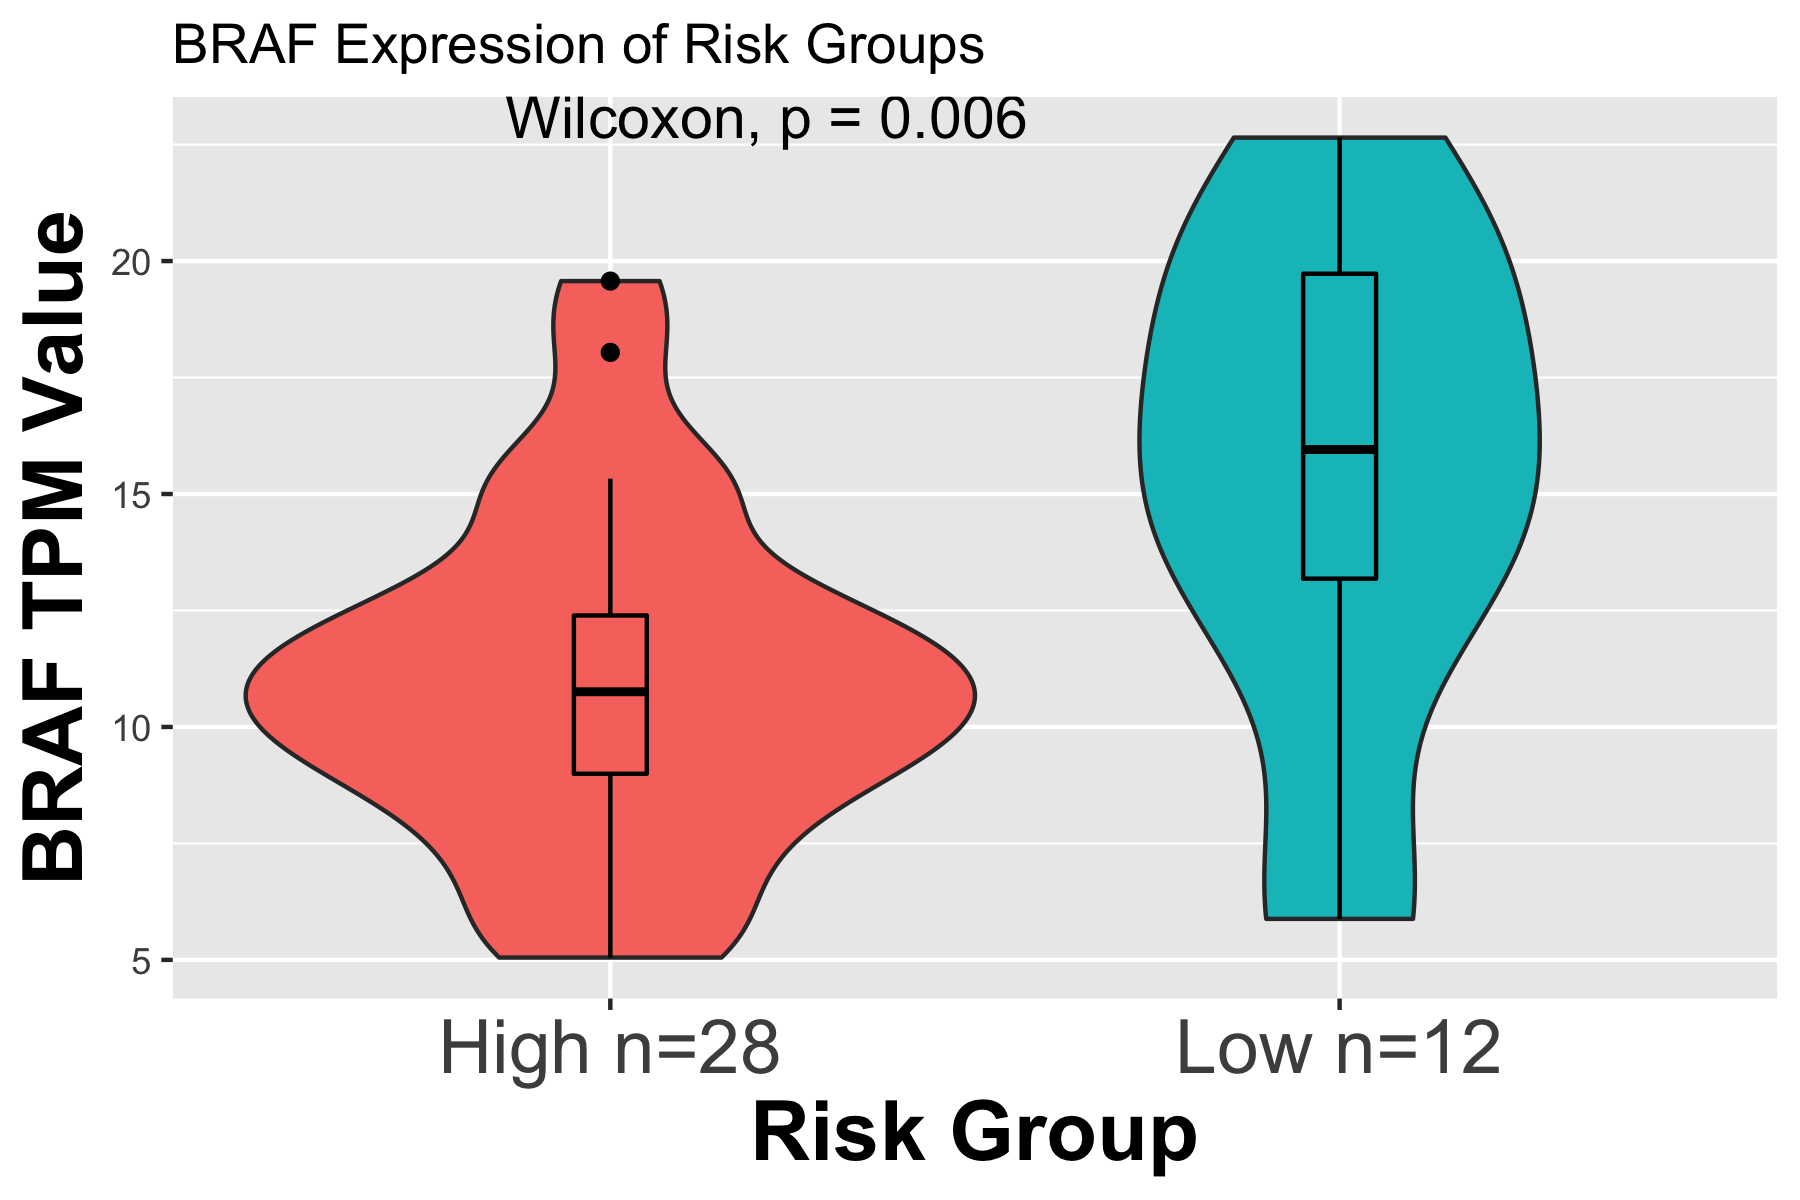 BRAF Expression of Risk Groups
Wilcoxon, p = 0.006
BRAF TPM Value
20
15
10
5
High n=28
Low n=12
Risk Group